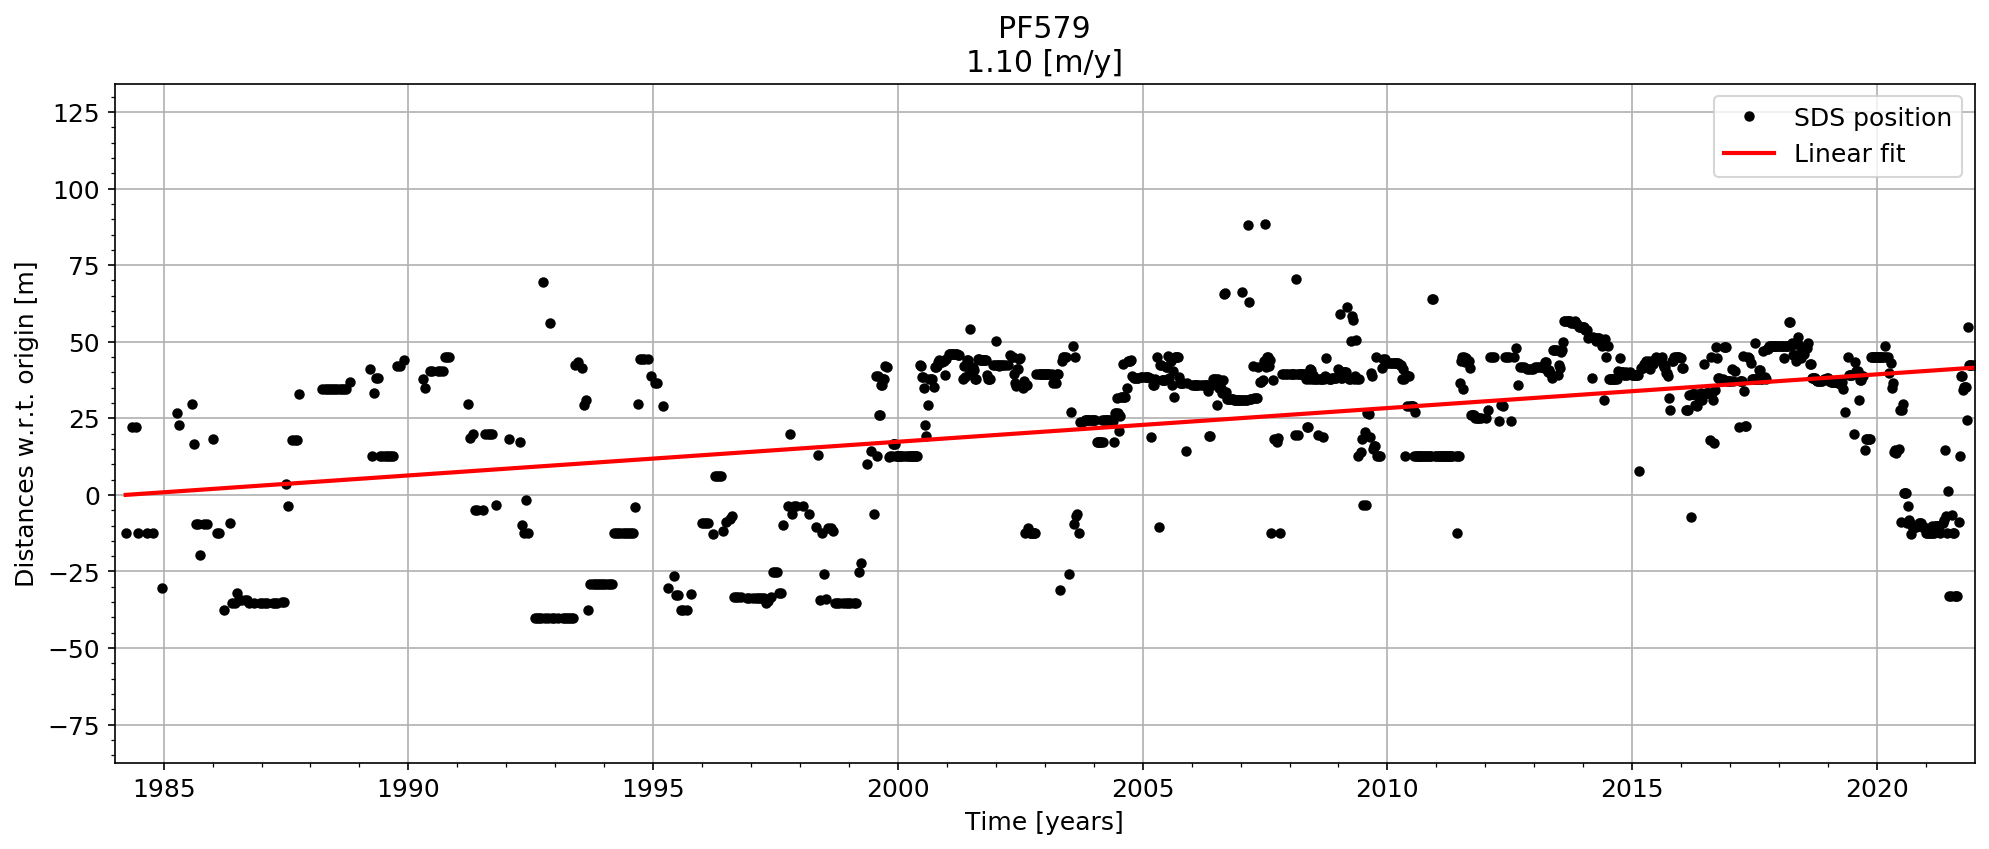 PF579
1.10 [m/y]
SDS position
Linear fit
Distances w.r.t. origin [m]
125
100
75
50
25
0
−25
−50
−75
1985
1990
1995
2000
2005
2010
2015
2020
Time [years]